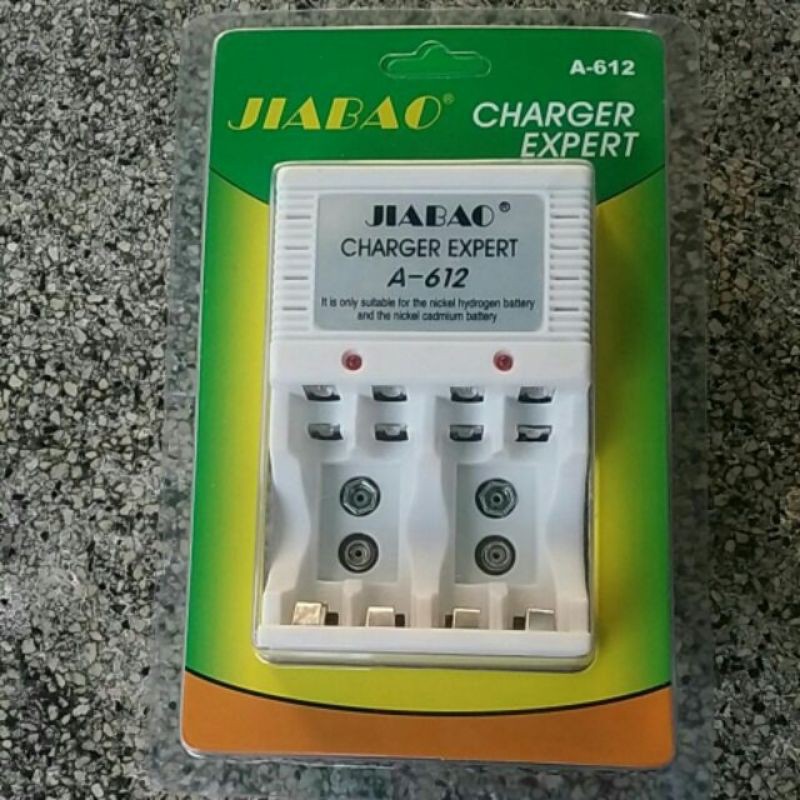 A-612
JIABAO®
CHARGER
EXPERT
JIABAO®
CHARGER EXPERT
A-612
It is only suitable for the nickel hydrogen battery
and the nickel cadmium battery